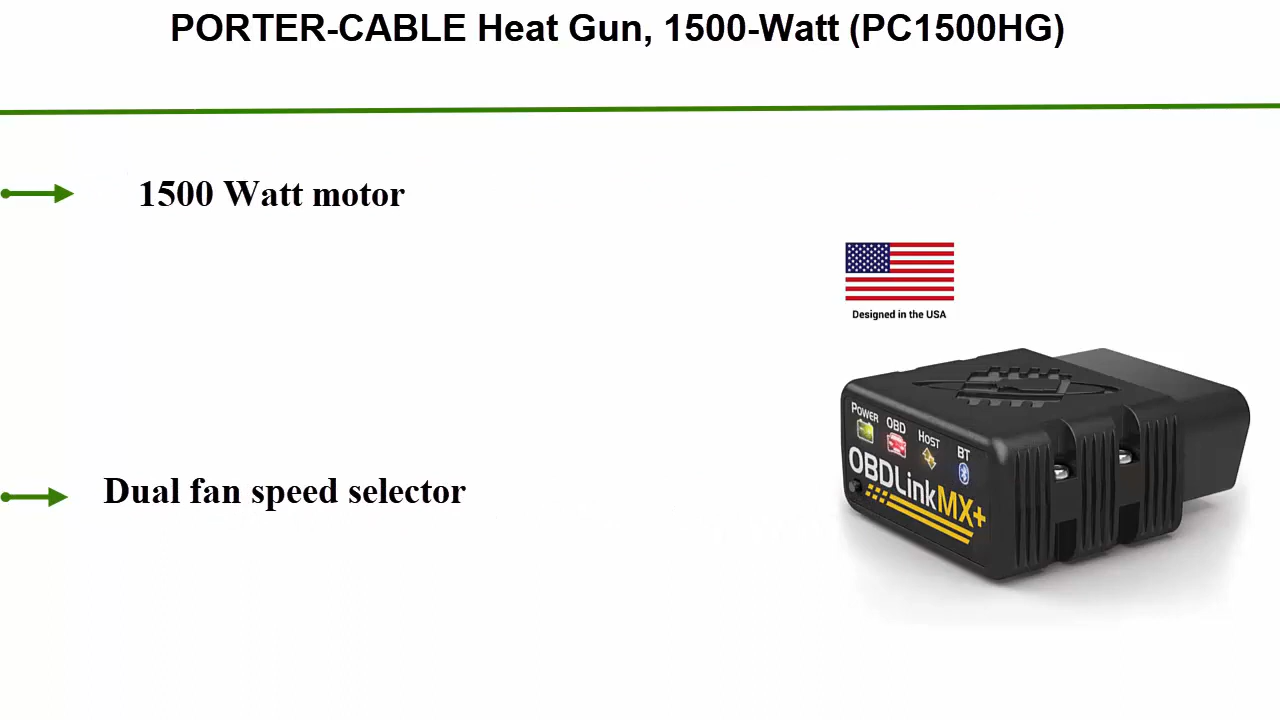 PORTER-CABLE Heat Gun, 1500-Watt (PC1500HG)
1500 Watt motor
Designed in the USA
POWER
OBD
HOST
BT
OBDLinkMX+
Dual fan speed selector